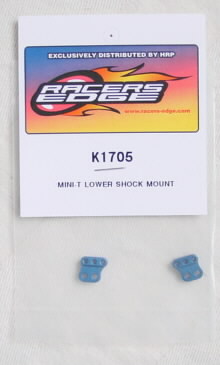 EXCLUSIVELY DISTRIBUTED BY HRP
RACERS
EDGE
www.racers-edge.com
K1705
MINI-T LOWER SHOCK MOUNT